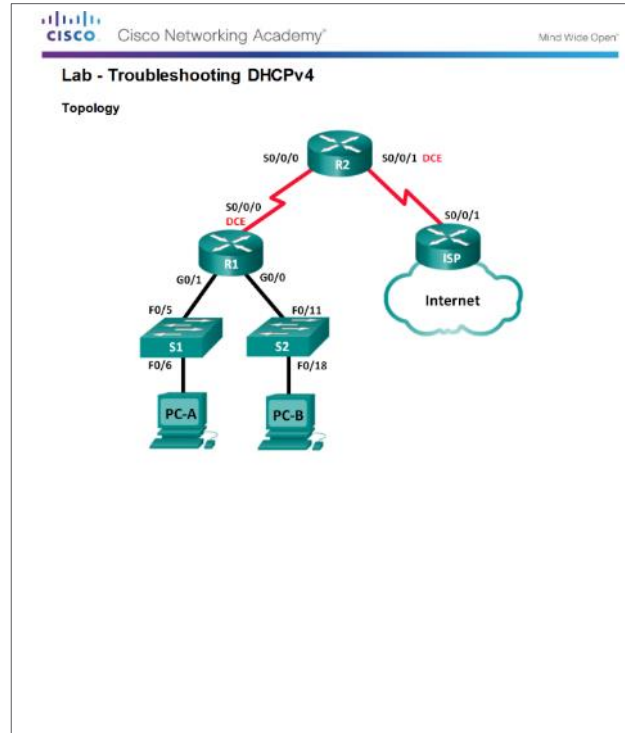 CISCO Cisco Networking Academy® Mind Wide Open®
Lab - Troubleshooting DHCPv4
Topology
S0/0/0
R2
S0/0/1 DCE
S0/0/0
DCE
S0/0/1
R1
ISP
G0/1
G0/0
Internet
F0/5
F0/11
S1
S2
F0/6
F0/18
PC-A
PC-B